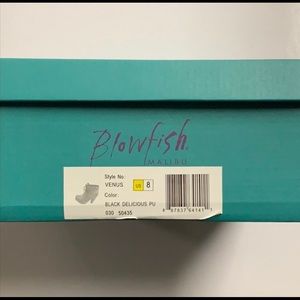 Blowfish
MALIBU
Style No:
VENUS
US 8
Color:
BLACK DELICIOUS PU
030 50435